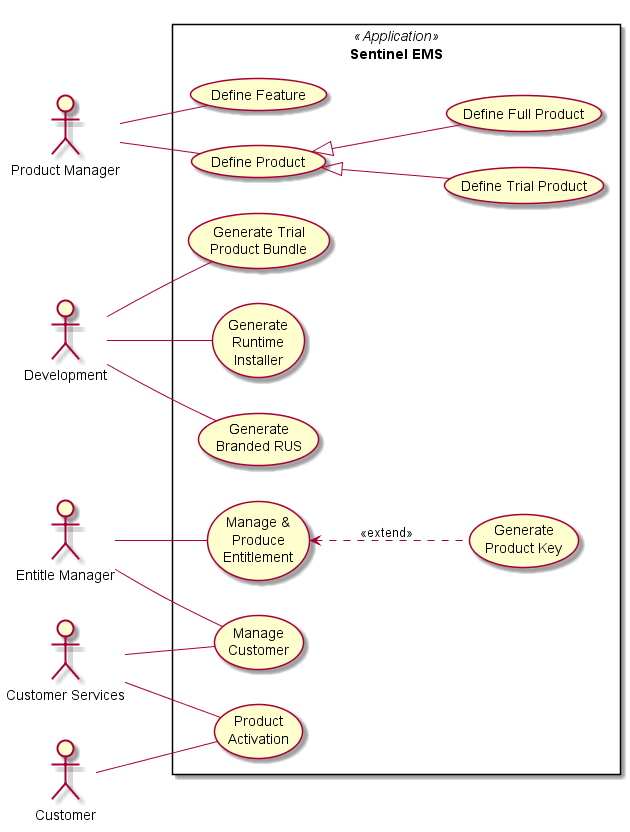 « Application»
Sentinel EMS
Define Feature
Define Full Product
Product Manager
Define Product
Define Trial Product
Generate Trial
Product Bundle
Generate
Runtime
Installer
Development
Generate
Branded RUS
Manage &
Produce
Entitlement
«extend»
Generate
Product Key
Entitle Manager
Manage
Customer
Customer Services
Product
Activation
Customer